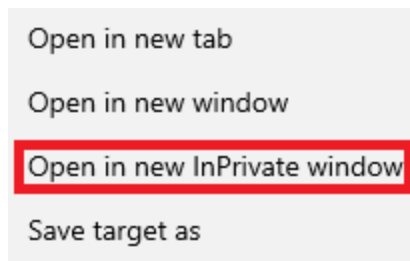 Open in new tab
Open in new window
Open in new InPrivate window
Save target as